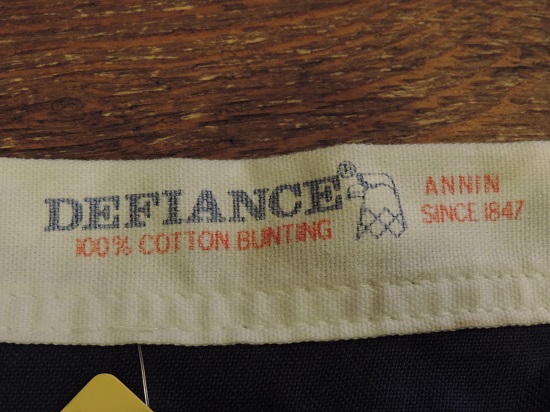 DEFIANCE®
100% COTTON BUNTING
ANNIN
SINCE 1847